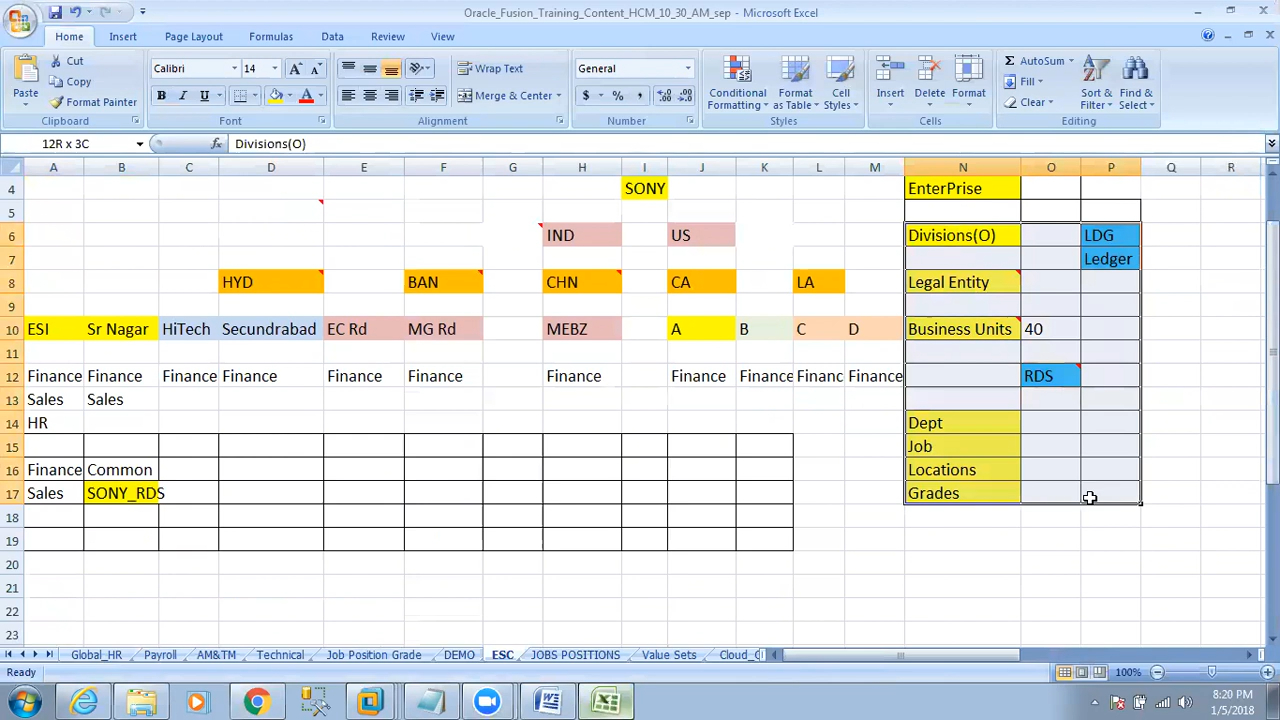 Oracle_Fusion_Training_Content_HCM_10_30_AM_sep - Microsoft Excel
Home Insert Page Layout Formulas Data Review View
Cut
Copy
Format Painter
Paste
Clipboard
Calibri 14
B I U
Font
Wrap Text
Merge & Center
Alignment
General
$ % ,
Number
Conditional Formatting
Format as Table
Cell Styles
Styles
Insert
Delete
Format
Cells
AutoSum
Fill
Clear
Sort & Filter
Find & Select
Editing
12R x 3C Divisions(O)
A B C D E F G H I J K L M N O P Q R
4 SONY EnterPrise
5
6 IND US Divisions(O) LDG
7 Ledger
8 HYD BAN CHN CA LA Legal Entity
9
10 ESI Sr Nagar HiTech Secundrabad EC Rd MG Rd MEBZ A B C D Business Units 40
11
12 Finance Finance Finance Finance Finance Finance Finance Finance Finance Financ Finance RDS
13 Sales Sales
14 HR Dept
15 Job
16 Finance Common Locations
17 Sales SONY_RDS Grades
18
19
20
21
22
23
Global_HR Payroll AM&TM Technical Job Position Grade DEMO ESC JOBS POSITIONS Value Sets Cloud_
Ready 100%
8:20 PM
1/5/2018